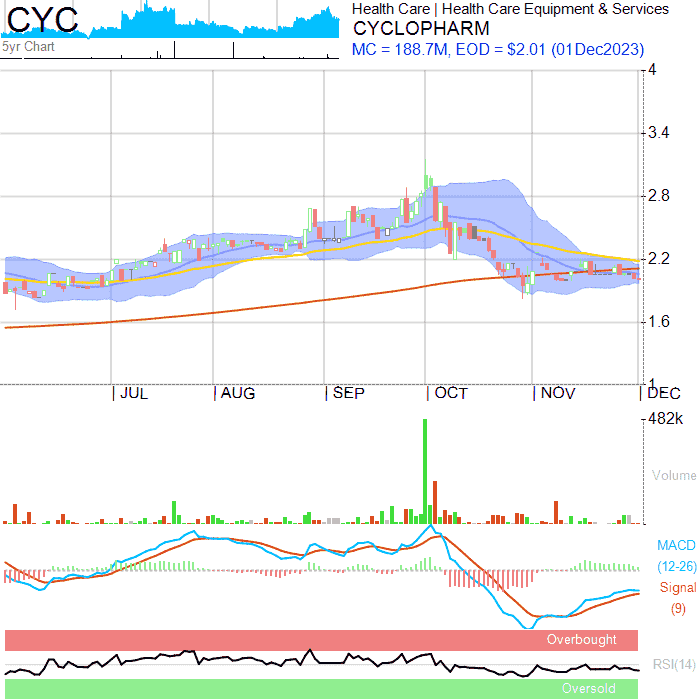 CYC
5yr Chart
Health Care | Health Care Equipment & Services
CYCLOPHARM
MC = 188.7M, EOD = $2.01 (01Dec2023)
4
3.4
2.8
2.2
1.6
1
JUL
AUG
SEP
OCT
NOV
DEC
482k
Volume
MACD
(12-26)
Signal
(9)
Overbought
RSI(14)
Oversold